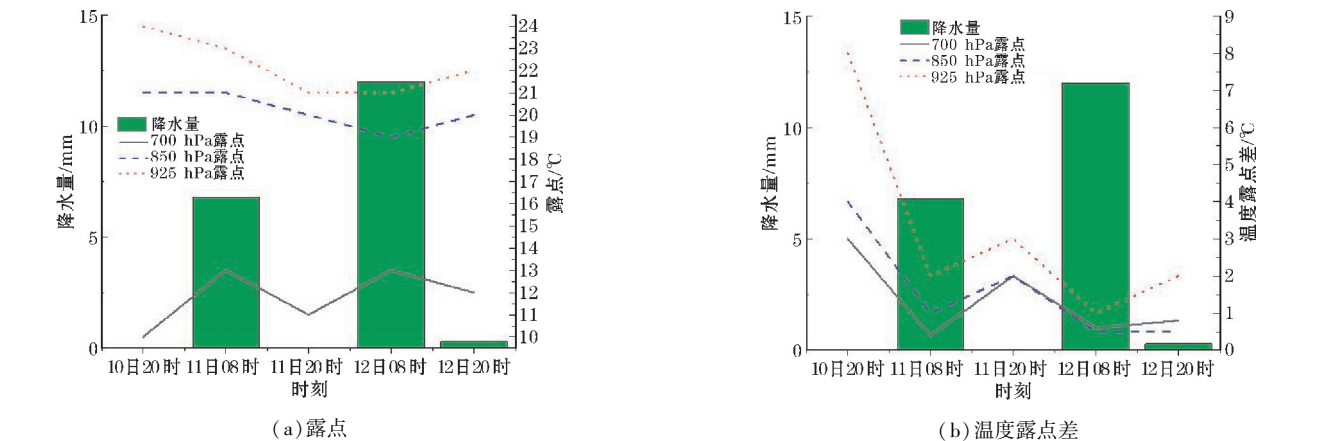 15
10
5
0
降水量/mm
降水量
700 hPa露点
850 hPa露点
925 hPa露点
24
23
22
21
20
19
18
17
16
15
14
13
12
11
10
露点/℃
10日20时 11日08时 11日20时 12日08时 12日20时
时刻
(a)露点
15
10
5
0
降水量/mm
降水量
700 hPa露点
850 hPa露点
925 hPa露点
9
8
7
6
5
4
3
2
1
0
温度露点差/℃
10日20时 11日08时 11日20时 12日08时 12日20时
时刻
(b)温度露点差